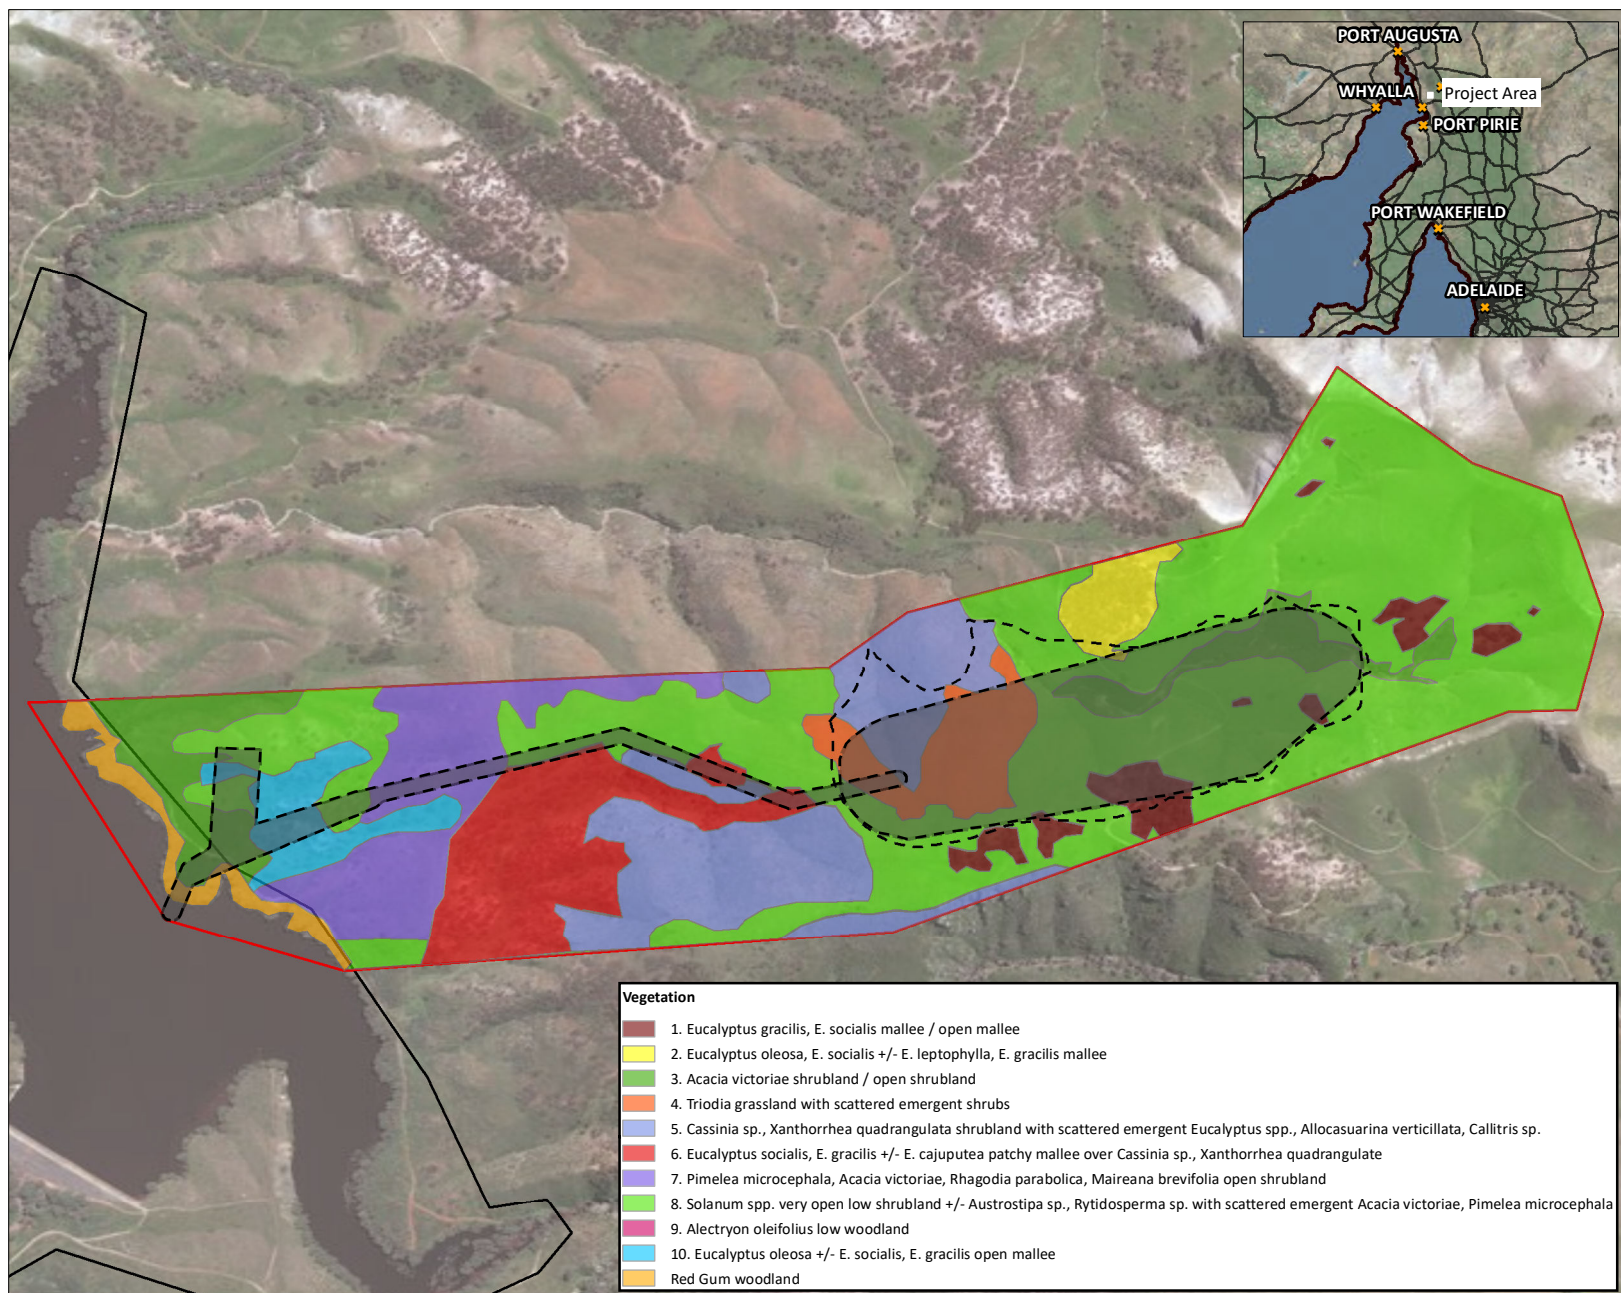 PORT AUGUSTA
WHYALLA
Project Area
PORT PIRIE
PORT WAKEFIELD
ADELAIDE
Vegetation
1. Eucalyptus gracilis, E. socialis mallee / open mallee
2. Eucalyptus oleosa, E. socialis +/- E. leptophylla, E. gracilis mallee
3. Acacia victoriae shrubland / open shrubland
4. Triodia grassland with scattered emergent shrubs
5. Cassinia sp., Xanthorrhea quadrangulata shrubland with scattered emergent Eucalyptus spp., Allocasuarina verticillata, Callitris sp.
6. Eucalyptus socialis, E. gracilis +/- E. cajuputea patchy mallee over Cassinia sp., Xanthorrhea quadrangulate
7. Pimelea microcephala, Acacia victoriae, Rhagodia parabolica, Maireana brevifolia open shrubland
8. Solanum spp. very open low shrubland +/- Austrostipa sp., Rytidosperma sp. with scattered emergent Acacia victoriae, Pimelea microcephala
9. Alectryon oleifolius low woodland
10. Eucalyptus oleosa +/- E. socialis, E. gracilis open mallee
Red Gum woodland